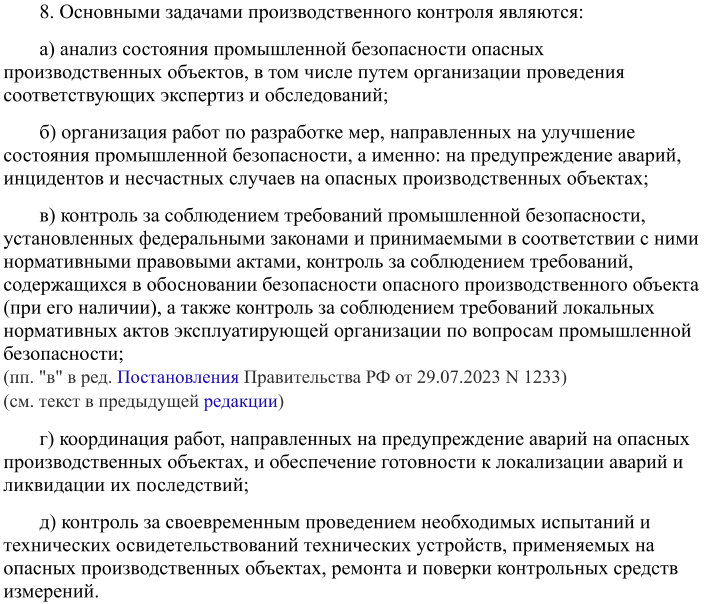 8. Основными задачами производственного контроля являются:
а) анализ состояния промышленной безопасности опасных
производственных объектов, в том числе путем организации проведения
соответствующих экспертиз и обследований;
б) организация работ по разработке мер, направленных на улучшение
состояния промышленной безопасности, а именно: на предупреждение аварий,
инцидентов и несчастных случаев на опасных производственных объектах;
в) контроль за соблюдением требований промышленной безопасности,
установленных федеральными законами и принимаемыми в соответствии с ними
нормативными правовыми актами, контроль за соблюдением требований,
содержащихся в обосновании безопасности опасного производственного объекта
(при его наличии), а также контроль за соблюдением требований локальных
нормативных актов эксплуатирующей организации по вопросам промышленной
безопасности;
(пп. "в" в ред. Постановления Правительства РФ от 29.07.2023 N 1233)
(см. текст в предыдущей редакции)
г) координация работ, направленных на предупреждение аварий на опасных
производственных объектах, и обеспечение готовности к локализации аварий и
ликвидации их последствий;
д) контроль за своевременным проведением необходимых испытаний и
технических освидетельствований технических устройств, применяемых на
опасных производственных объектах, ремонта и поверки контрольных средств
измерений.